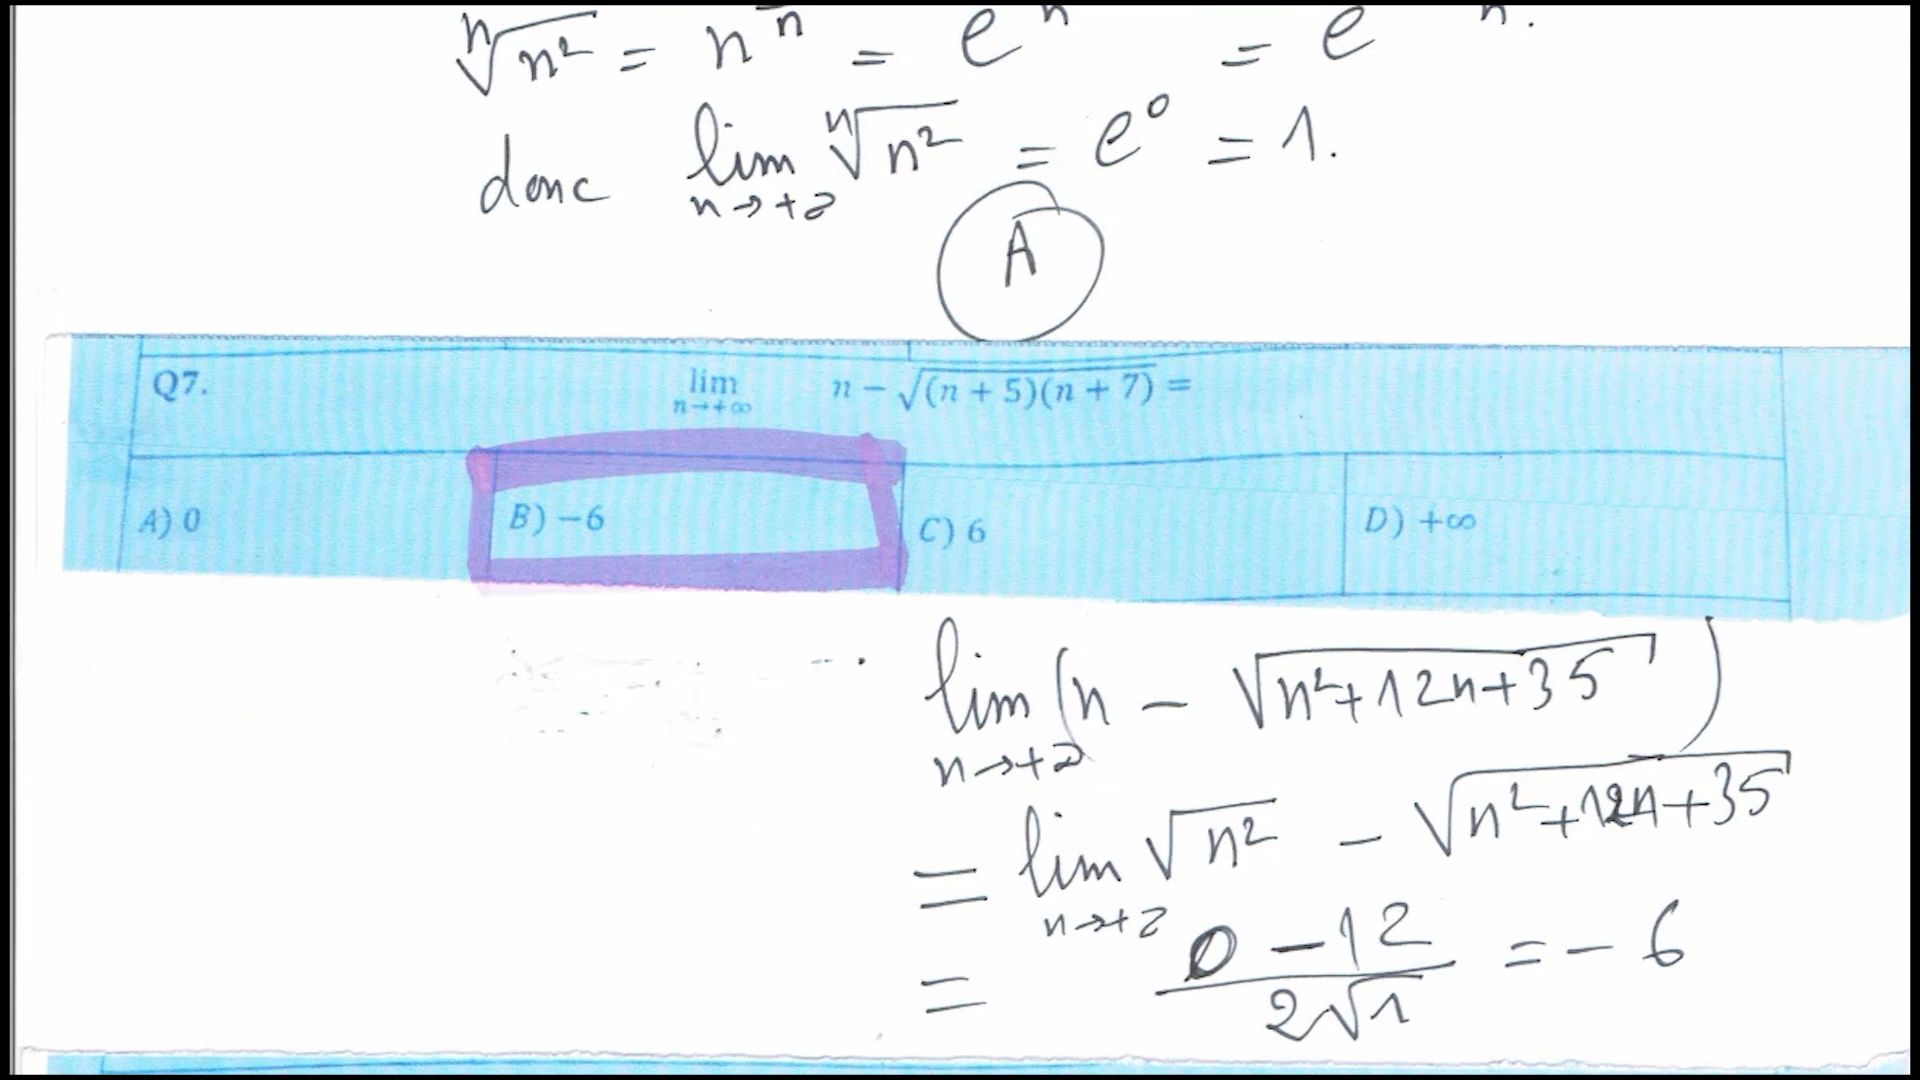 ⁿ√n² = n = e = e
donc lim ⁿ√n² = e⁰ = 1.
n→+∞
A
Q7. lim n − √(n + 5)(n + 7) =
n→+∞
A) 0 B) −6 C) 6 D) +∞
lim (n − √n²+12n+35)
n→+∞
= lim √n² − √n²+12n+35
n→+∞
= 0 − 12 / 2√1 = − 6